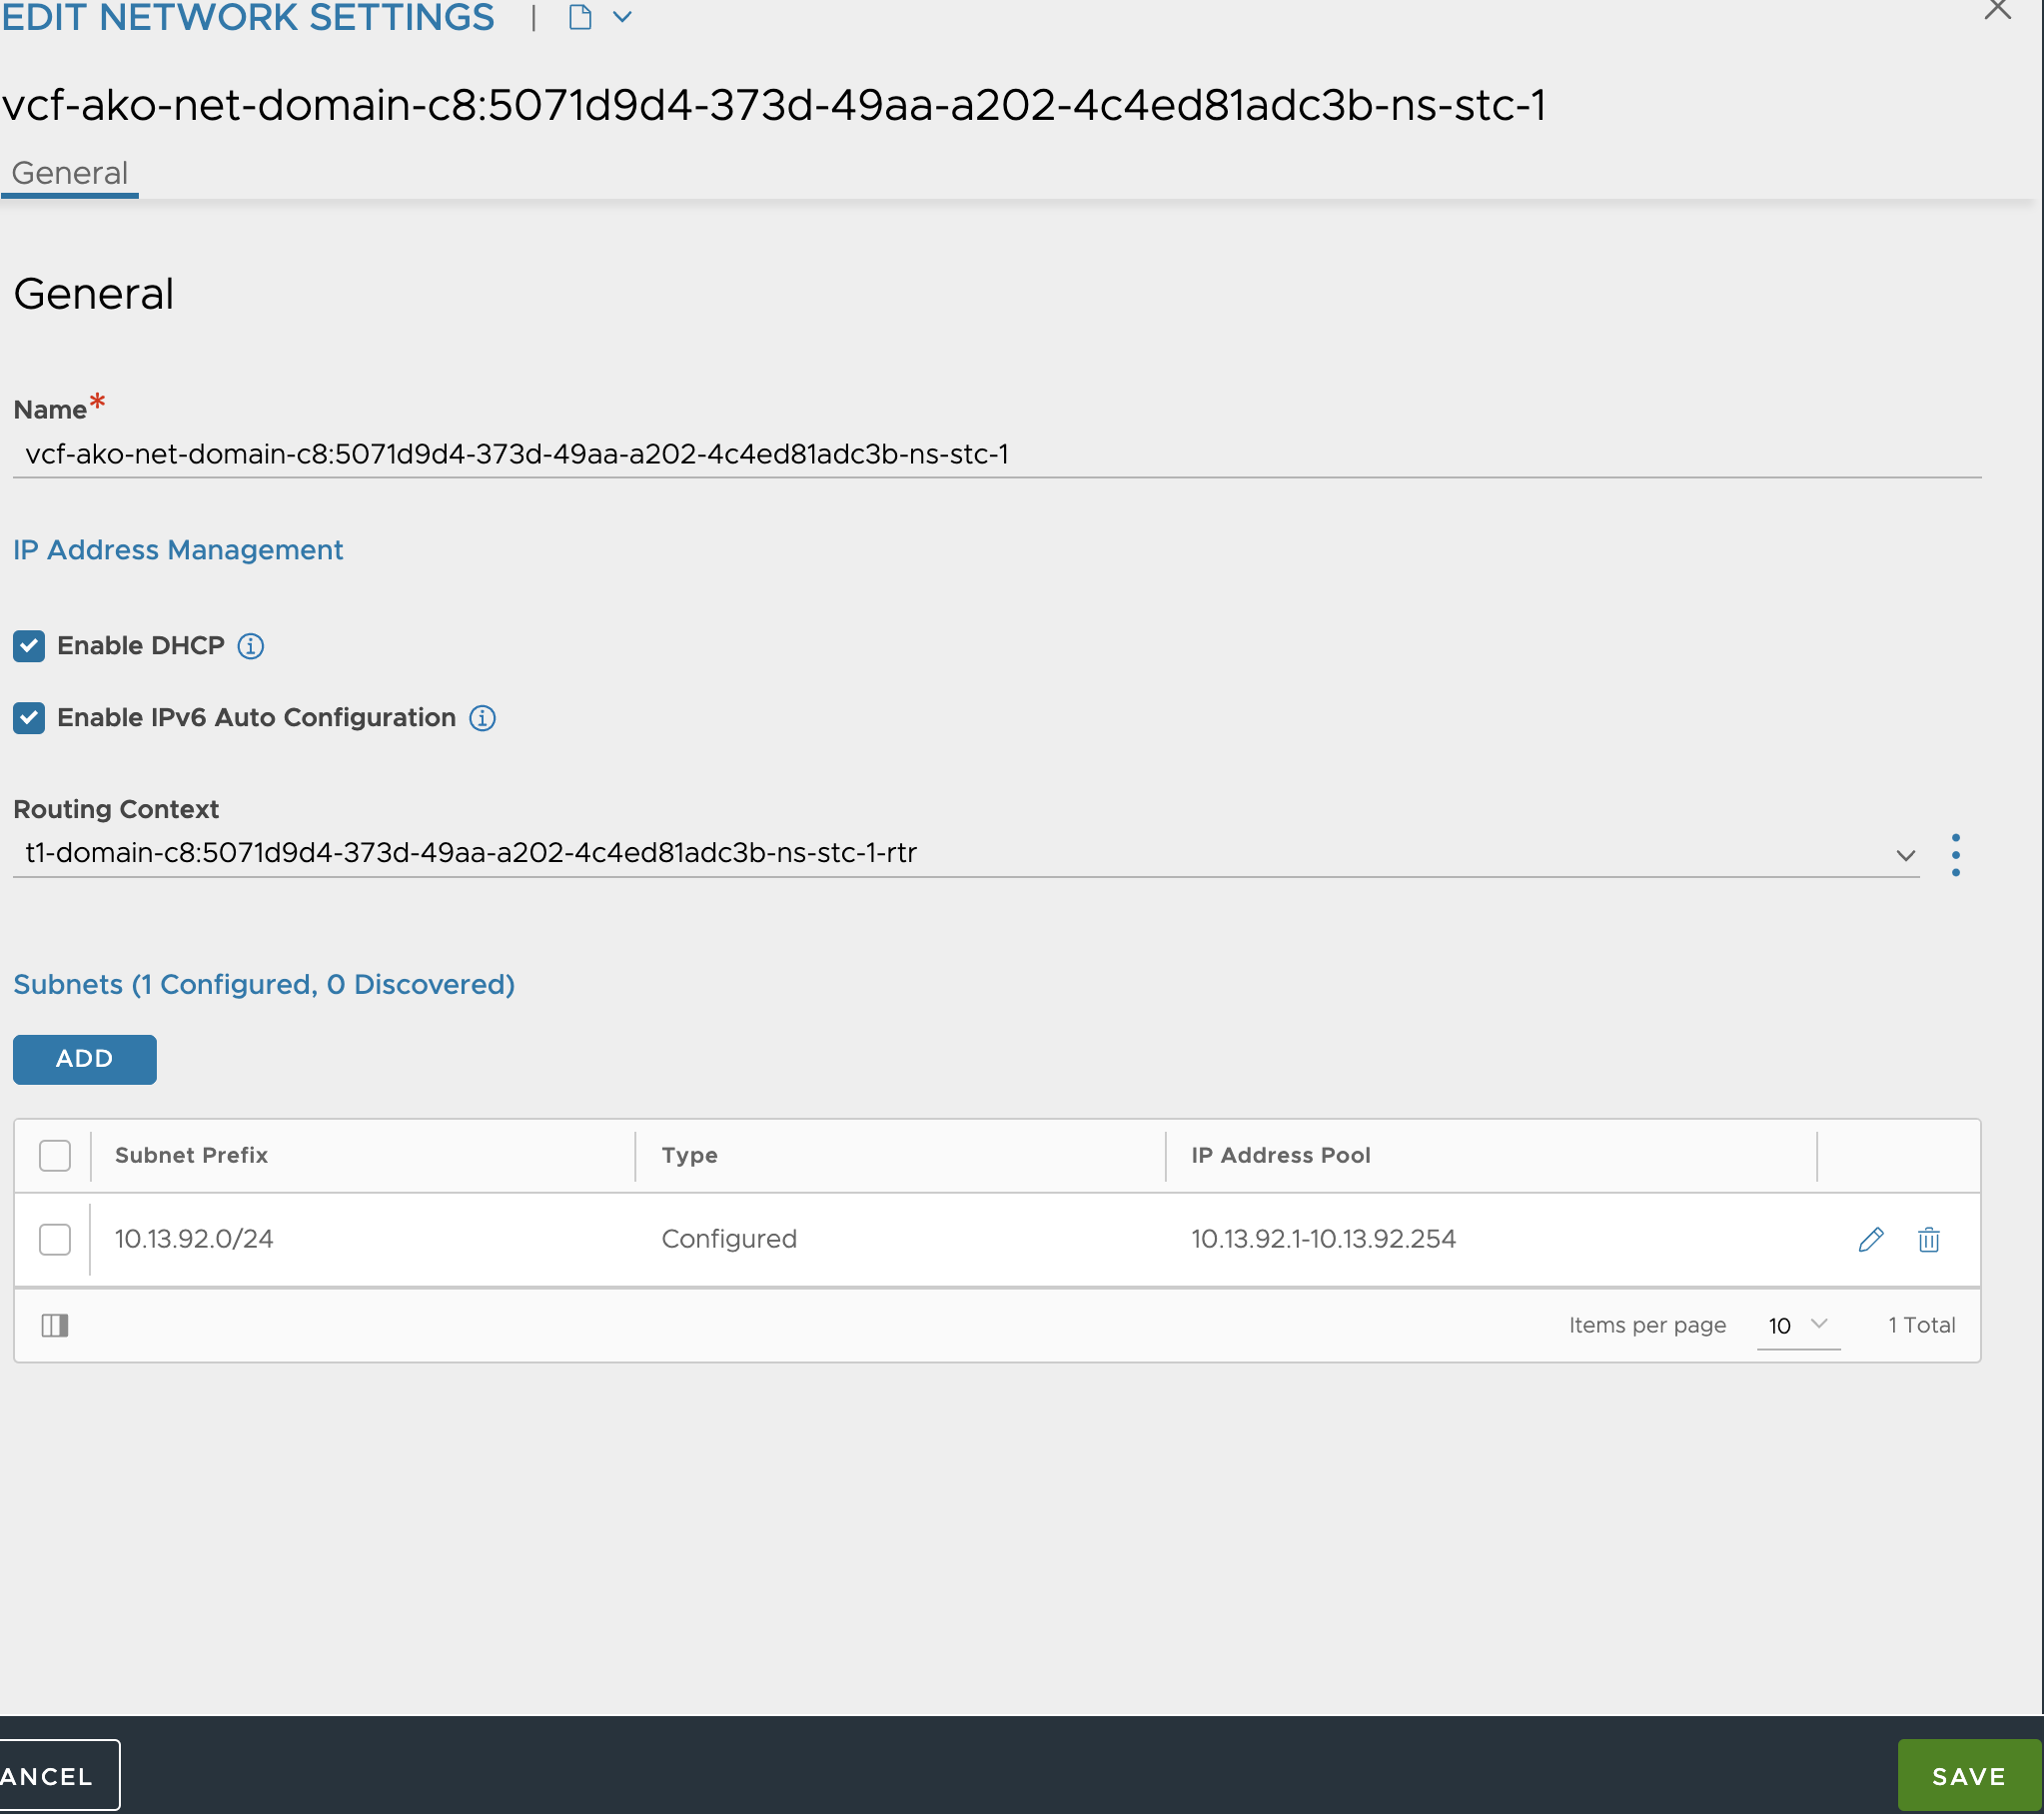 EDIT NETWORK SETTINGS |
vcf-ako-net-domain-c8:5071d9d4-373d-49aa-a202-4c4ed81adc3b-ns-stc-1
General
General
Name*
vcf-ako-net-domain-c8:5071d9d4-373d-49aa-a202-4c4ed81adc3b-ns-stc-1
IP Address Management
Enable DHCP
Enable IPv6 Auto Configuration
Routing Context
t1-domain-c8:5071d9d4-373d-49aa-a202-4c4ed81adc3b-ns-stc-1-rtr
Subnets (1 Configured, 0 Discovered)
ADD
Subnet Prefix Type IP Address Pool
10.13.92.0/24 Configured 10.13.92.1-10.13.92.254
Items per page 10 1 Total
ANCEL SAVE